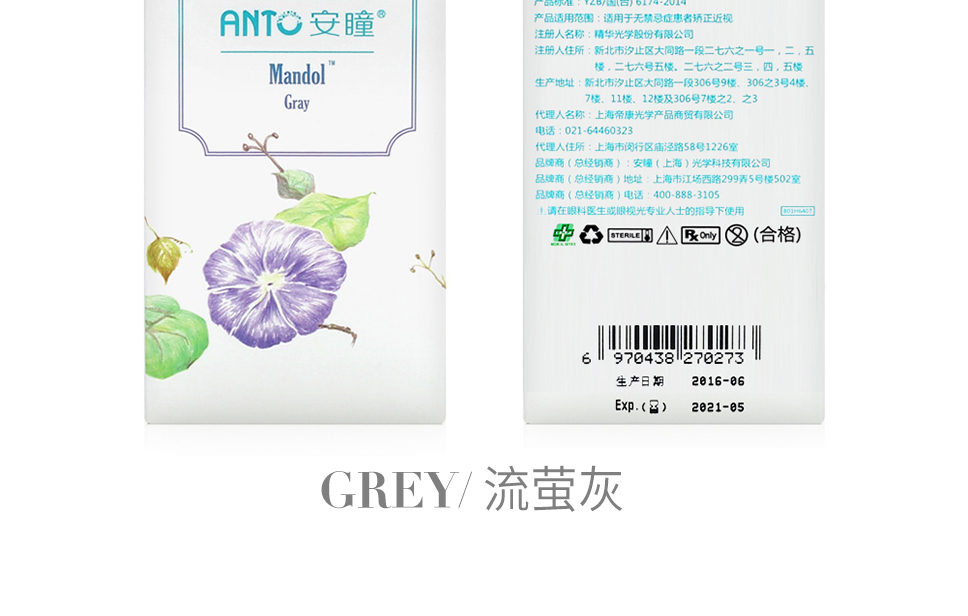 ANTO 安瞳®
Mandol™
Gray
产品标准：YZB/国(台) 6174-2014
产品适用范围：适用于无禁忌症患者矫正近视
注册人名称：精华光学股份有限公司
注册人住所：新北市汐止区大同路一段二七六之一号一，二，五
楼，二七六号五楼。二七六之二号三，四，五楼
生产地址：新北市汐止区大同路一段306号9楼、306之3号4楼、
7楼、11楼、12楼及306号7楼之2、之3
代理人名称：上海帝康光学产品商贸有限公司
电话：021-64460323
代理人住所：上海市闵行区庙泾路58号1226室
品牌商（总经销商）：安瞳（上海）光学科技有限公司
品牌商（总经销商）地址：上海市江场西路299弄5号楼502室
品牌商（总经销商）电话：400-888-3105
！请在眼科医生或眼视光专业人士的指导下使用
STERILE
Rx Only
(合格)
6 970438 270273
生产日期 2016-06
Exp.( ) 2021-05
GREY/ 流萤灰